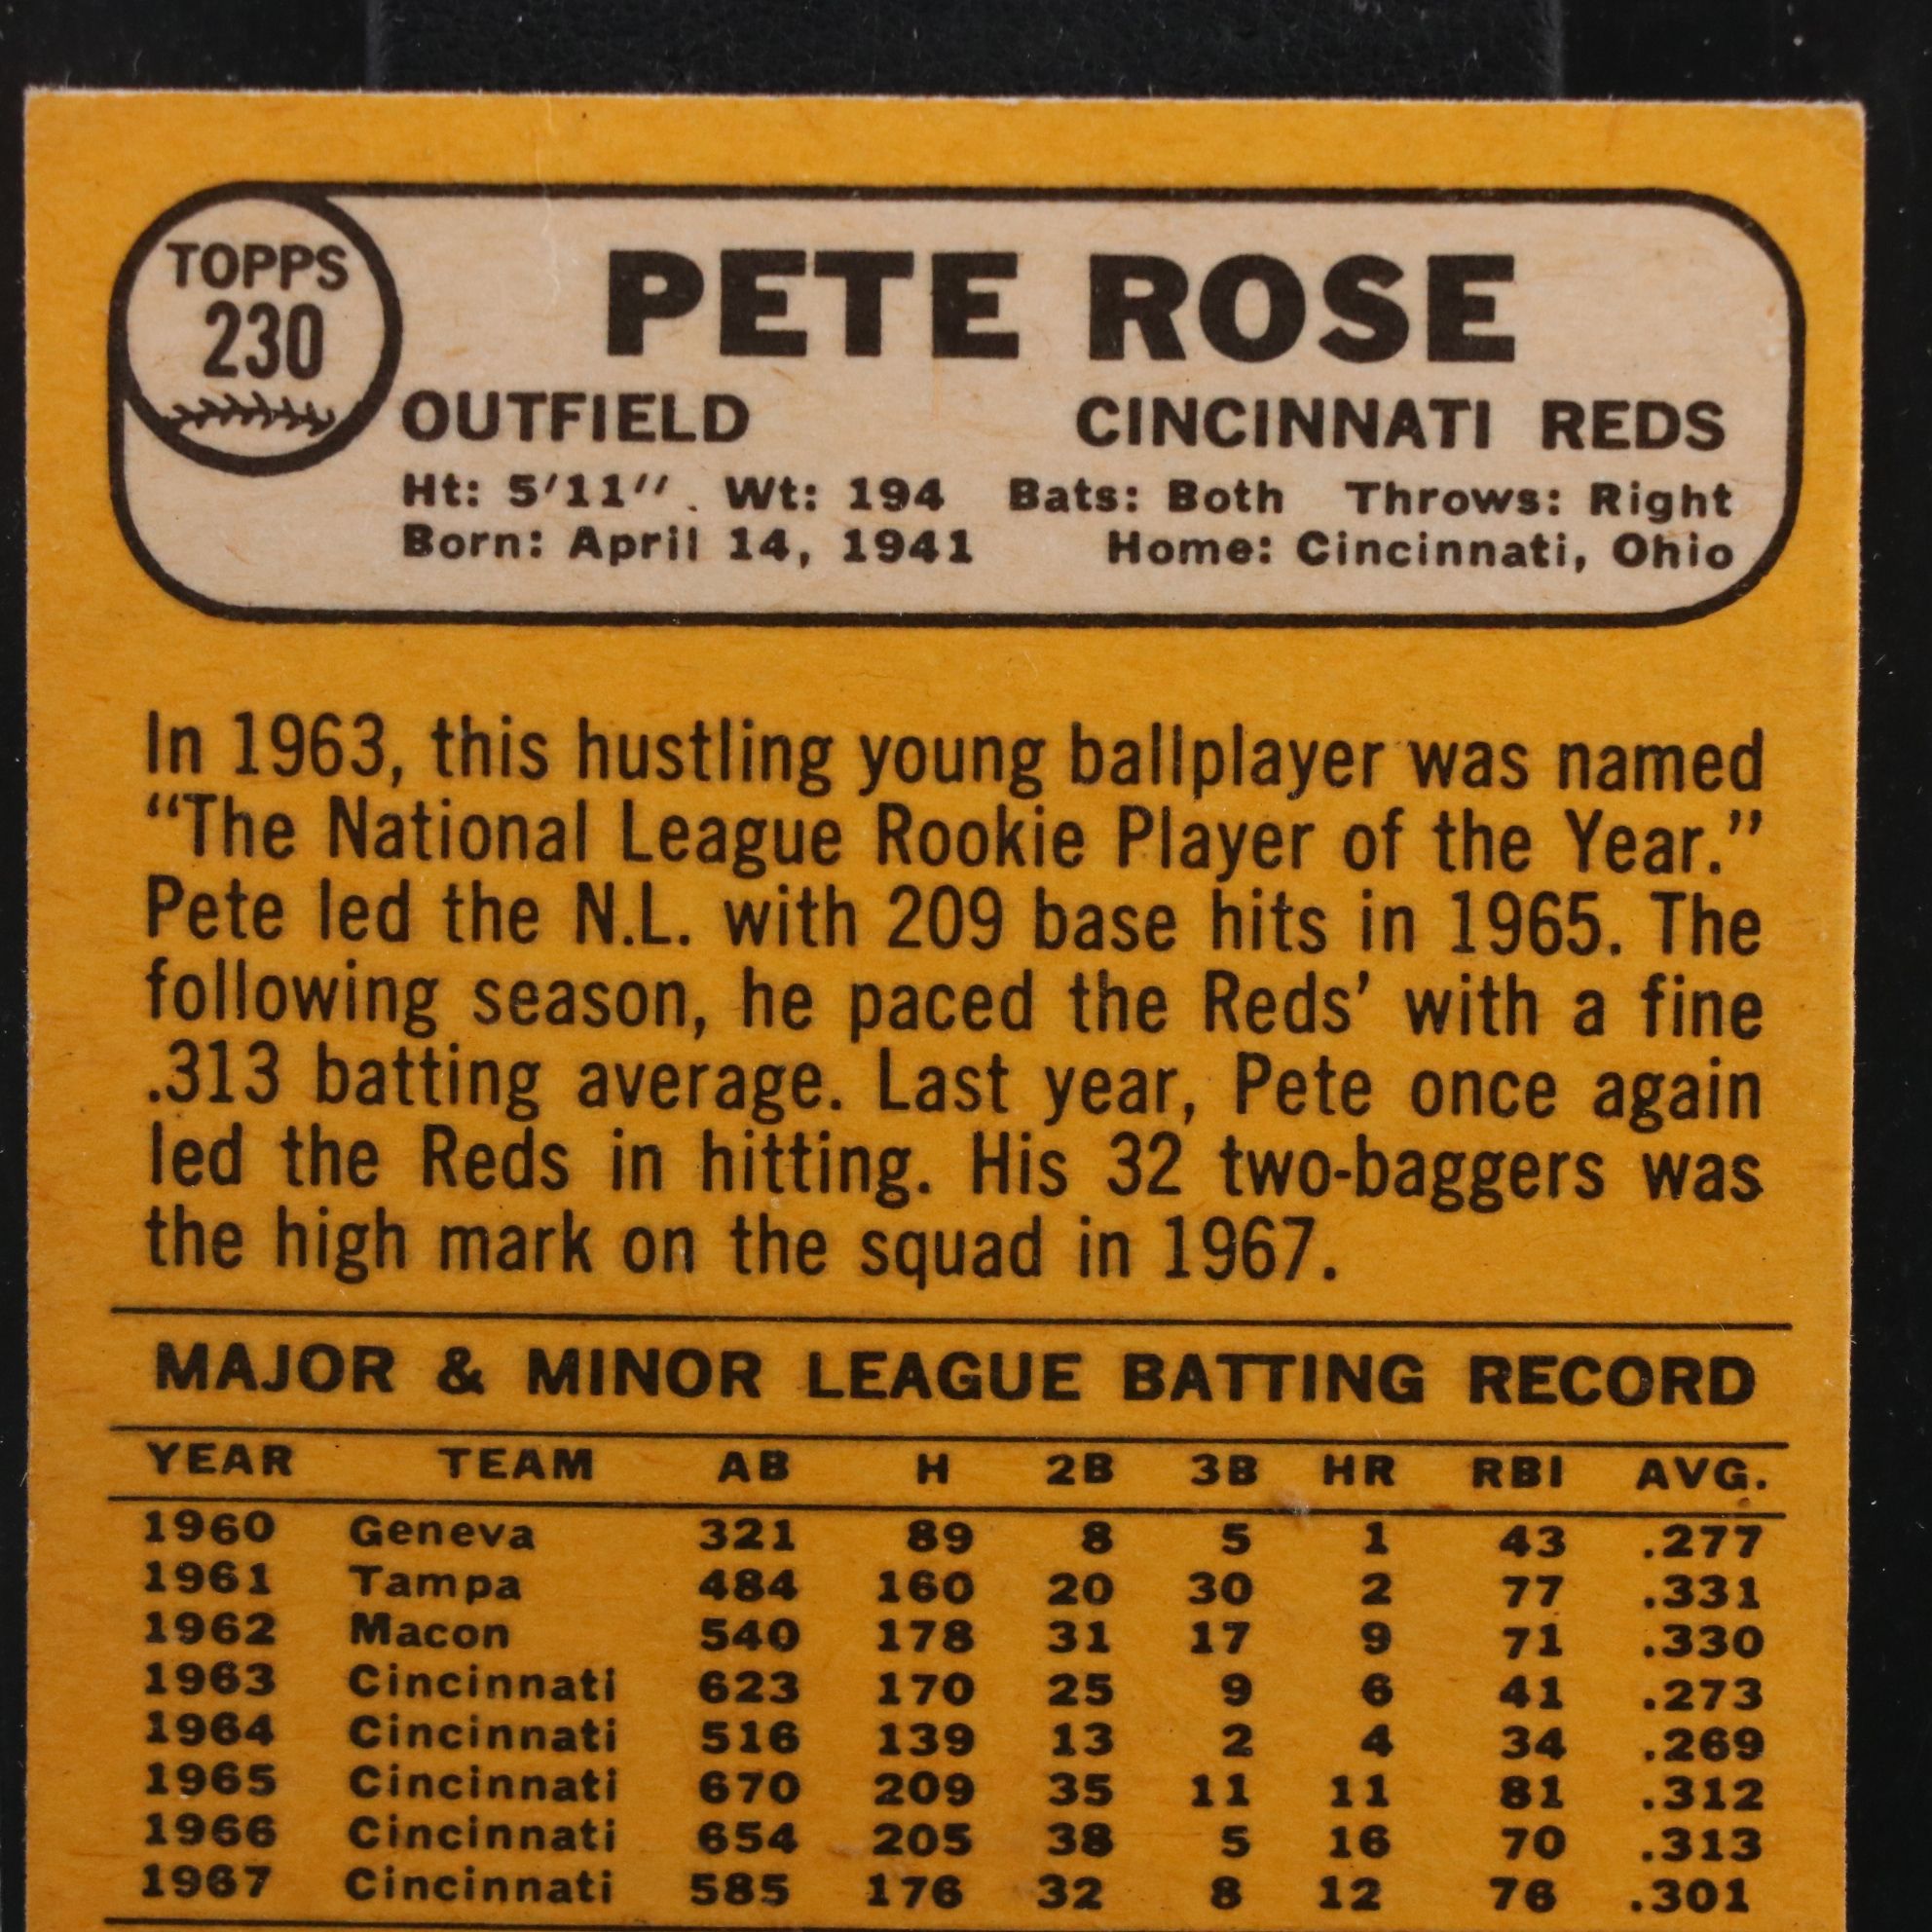 TOPPS
230
PETE ROSE
OUTFIELD CINCINNATI REDS
Ht: 5'11". Wt: 194 Bats: Both Throws: Right
Born: April 14, 1941 Home: Cincinnati, Ohio
In 1963, this hustling young ballplayer was named
“The National League Rookie Player of the Year.”
Pete led the N.L. with 209 base hits in 1965. The
following season, he paced the Reds’ with a fine
.313 batting average. Last year, Pete once again
led the Reds in hitting. His 32 two-baggers was
the high mark on the squad in 1967.
MAJOR & MINOR LEAGUE BATTING RECORD
YEAR TEAM AB H 2B 3B HR RBI AVG.
1960 Geneva 321 89 8 5 1 43 .277
1961 Tampa 484 160 20 30 2 77 .331
1962 Macon 540 178 31 17 9 71 .330
1963 Cincinnati 623 170 25 9 6 41 .273
1964 Cincinnati 516 139 13 2 4 34 .269
1965 Cincinnati 670 209 35 11 11 81 .312
1966 Cincinnati 654 205 38 5 16 70 .313
1967 Cincinnati 585 176 32 8 12 76 .301